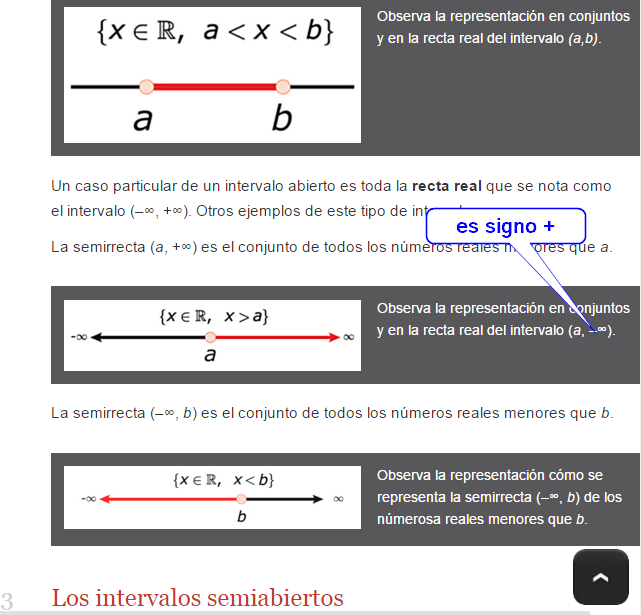 {x ∈ ℝ, a < x < b}
a b
Observa la representación en conjuntos
y en la recta real del intervalo (a,b).
Un caso particular de un intervalo abierto es toda la recta real que se nota como
el intervalo (–∞, +∞). Otros ejemplos de este tipo de
es signo +
La semirrecta (a, +∞) es el conjunto de todos los números reales que a.
{x ∈ ℝ, x > a}
-∞ ∞
a
Observa la representación en conjuntos
y en la recta real del intervalo (a, –∞).
La semirrecta (–∞, b) es el conjunto de todos los números reales menores que b.
{x ∈ ℝ, x < b}
-∞ ∞
b
Observa la representación cómo se
representa la semirrecta (–∞, b) de los
númerosa reales menores que b.
3 Los intervalos semiabiertos